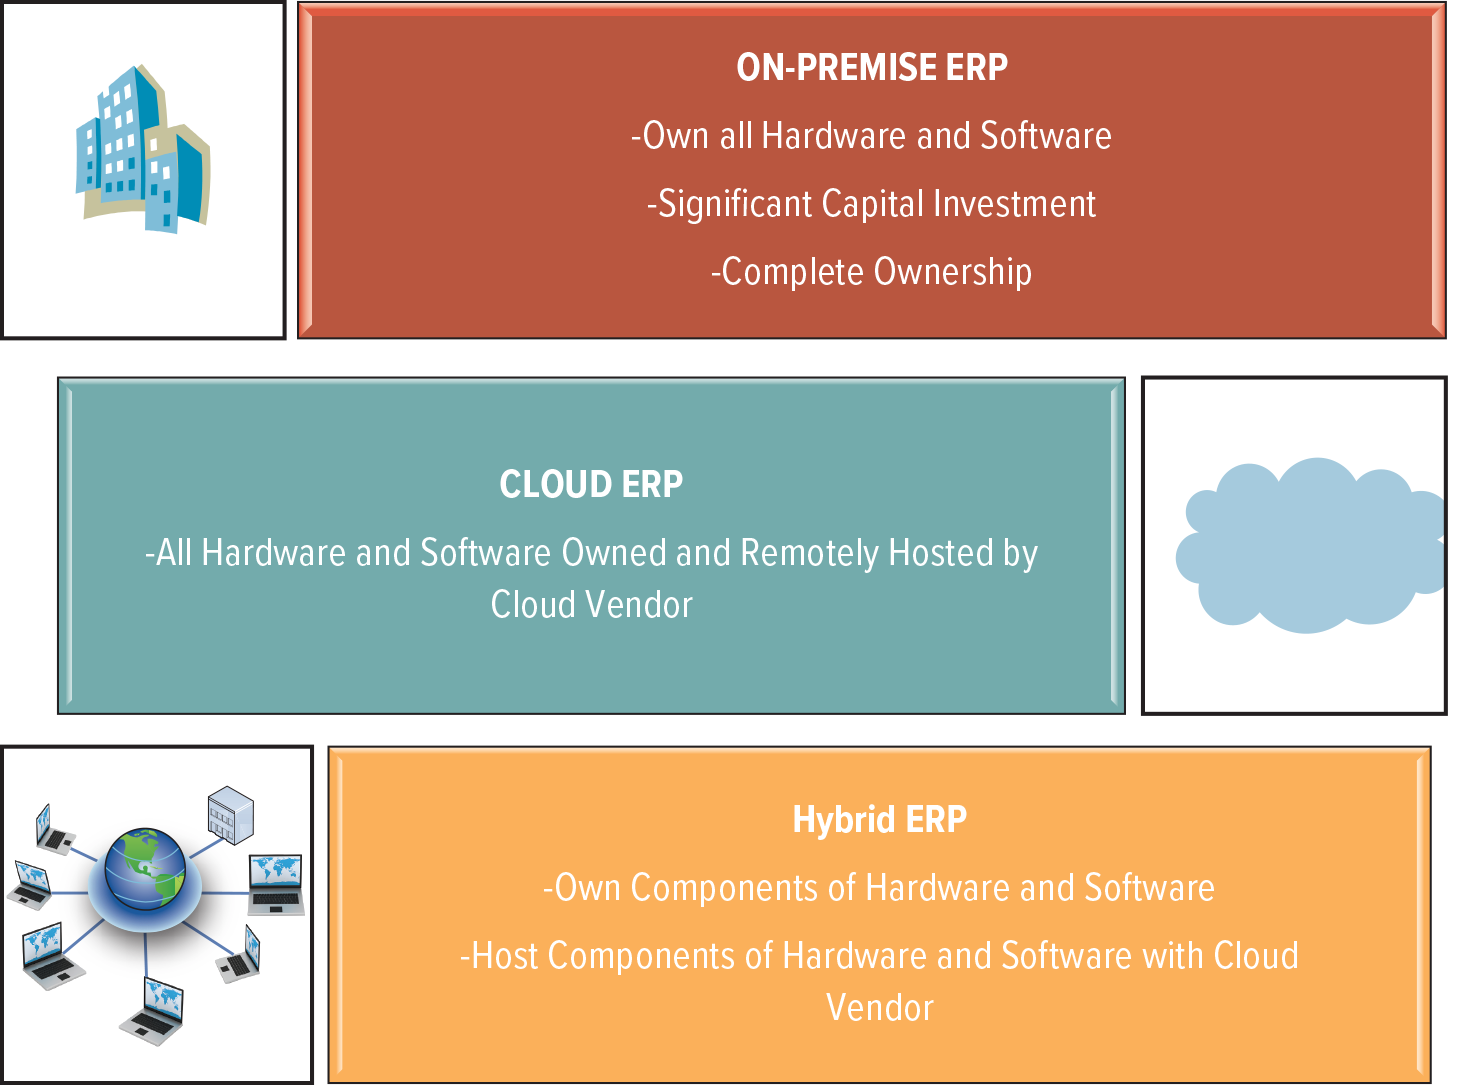 ON-PREMISE ERP
-Own all Hardware and Software
-Significant Capital Investment
-Complete Ownership
CLOUD ERP
-All Hardware and Software Owned and Remotely Hosted by
Cloud Vendor
Hybrid ERP
-Own Components of Hardware and Software
-Host Components of Hardware and Software with Cloud
Vendor